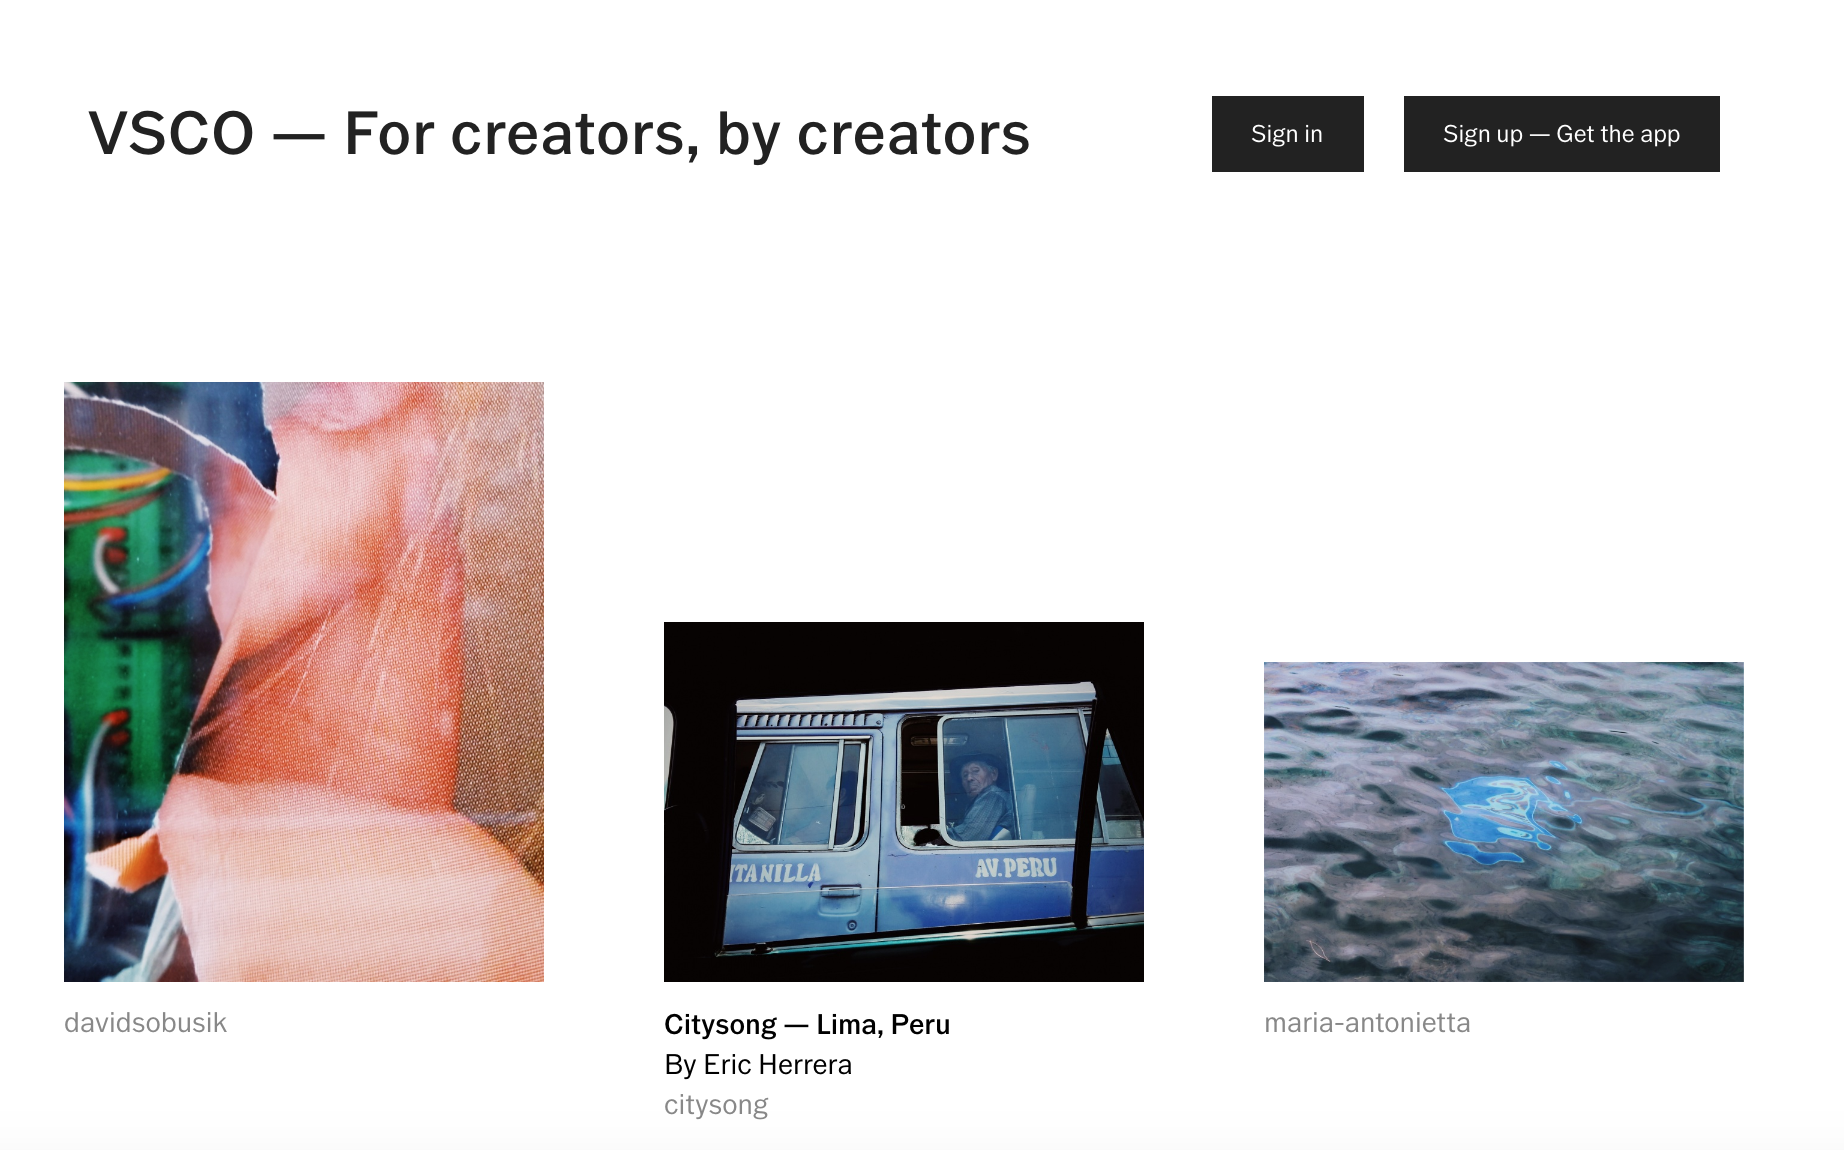 VSCO — For creators, by creators
Sign in
Sign up — Get the app
TANILLA
AV. PERU
davidsobusik
Citysong — Lima, Peru
By Eric Herrera
citysong
maria-antonietta